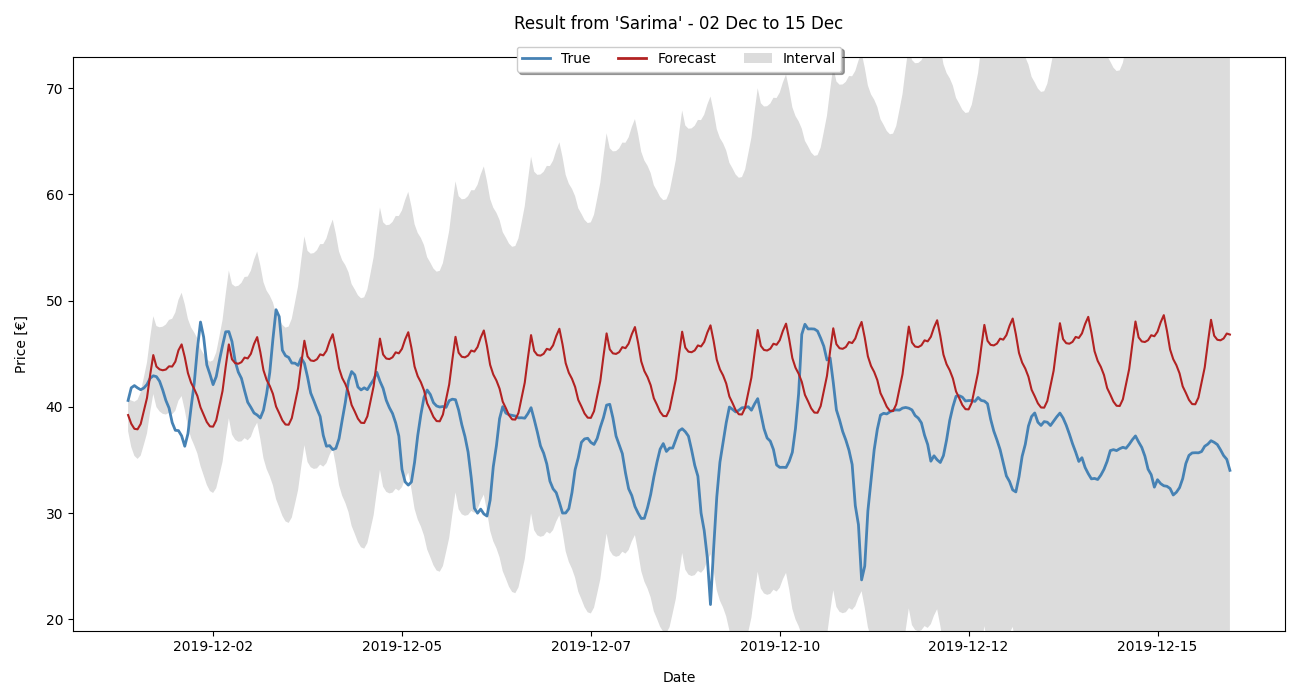 Result from 'Sarima' - 02 Dec to 15 Dec
True Forecast Interval
Price [€]
70
60
50
40
30
20
2019-12-02 2019-12-05 2019-12-07 2019-12-10 2019-12-12 2019-12-15
Date